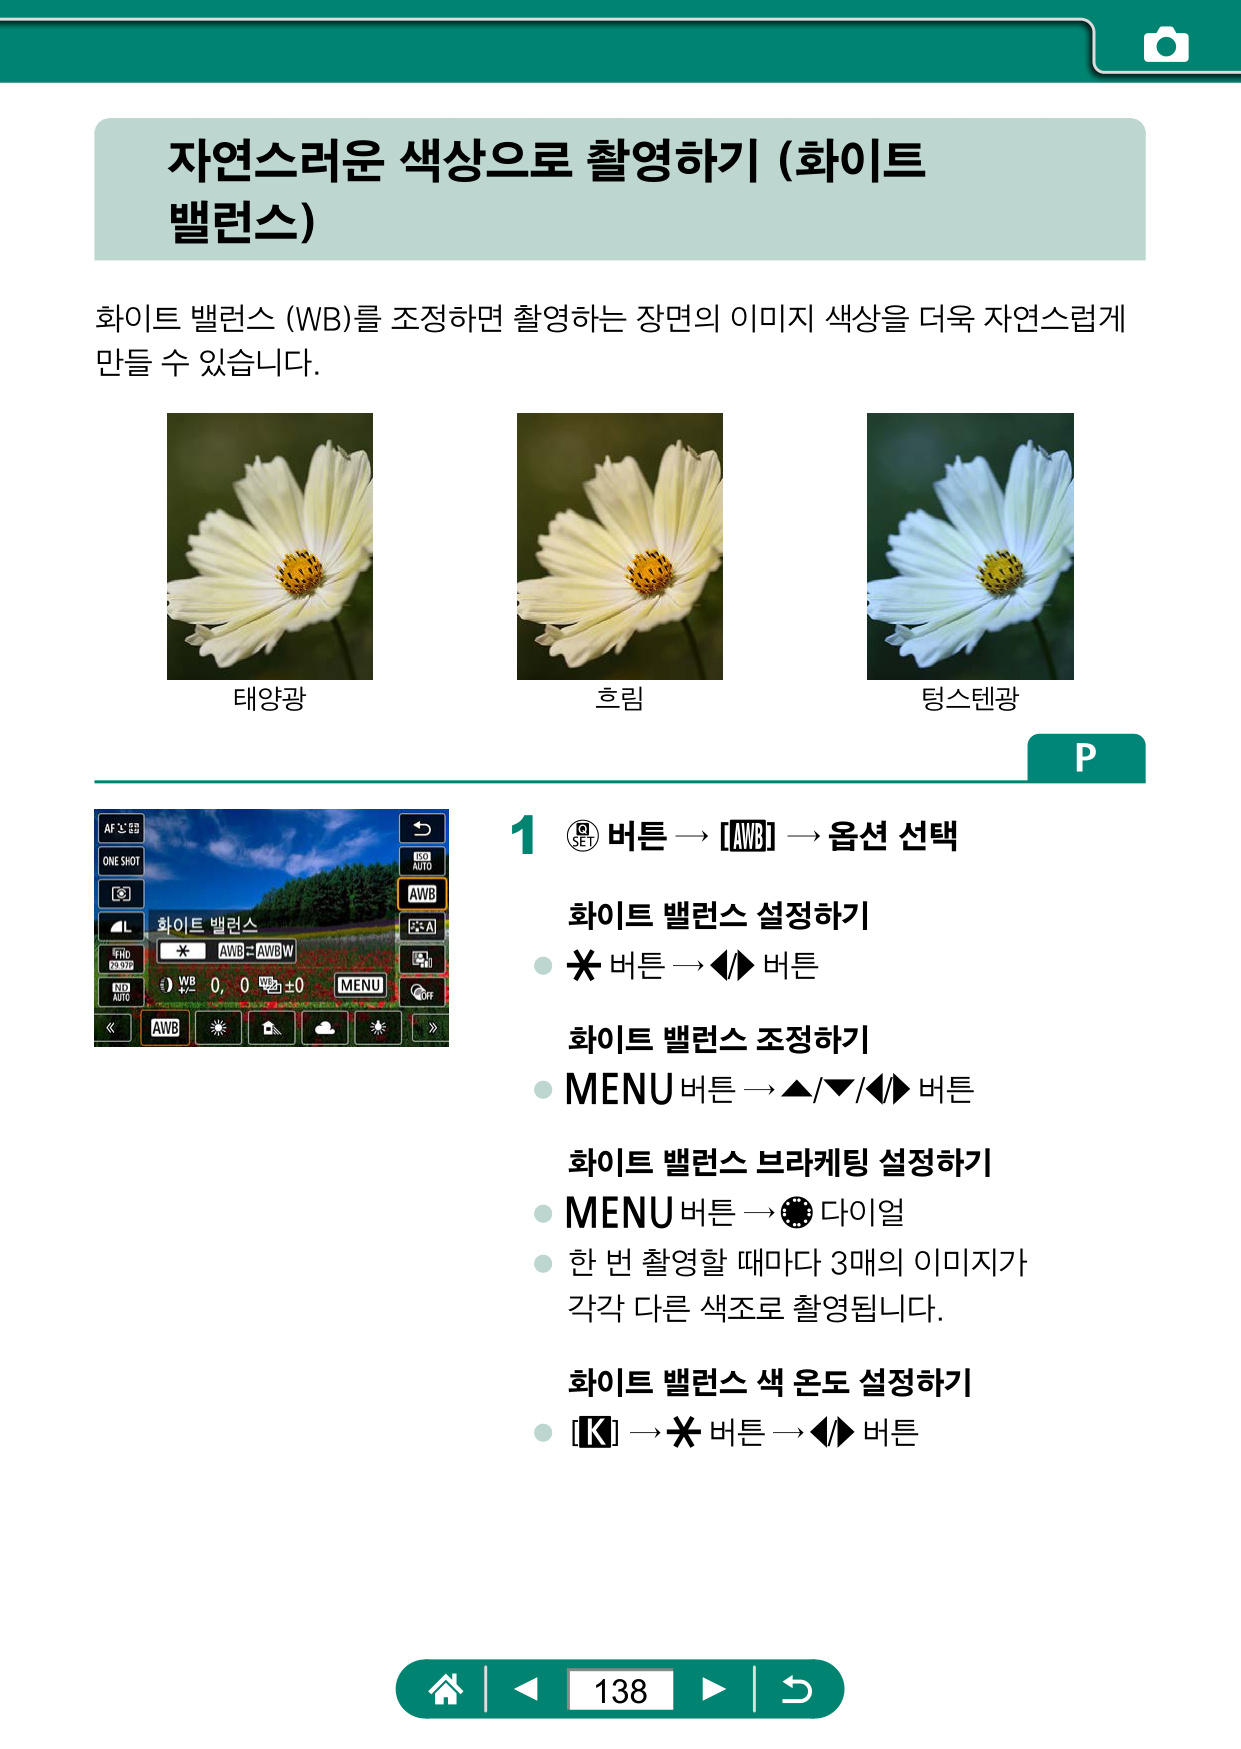 자연스러운 색상으로 촬영하기 (화이트
밸런스)
화이트 밸런스 (WB)를 조정하면 촬영하는 장면의 이미지 색상을 더욱 자연스럽게
만들 수 있습니다.
태양광 흐림 텅스텐광
P
AF
ONE SHOT
L
FHD
29.97P
ND
AUTO
ISO
AUTO
AWB
A
OFF
화이트 밸런스
AWB⇄AWBW
WB
+/- 0, 0 WB ±0 MENU
« AWB »
1 Q SET 버튼 → [AWB] → 옵션 선택
화이트 밸런스 설정하기
● * 버튼 → ◀/▶ 버튼
화이트 밸런스 조정하기
● MENU 버튼 → ▲/▼/◀/▶ 버튼
화이트 밸런스 브라케팅 설정하기
● MENU 버튼 → 다이얼
● 한 번 촬영할 때마다 3매의 이미지가
각각 다른 색조로 촬영됩니다.
화이트 밸런스 색 온도 설정하기
● [K] → * 버튼 → ◀/▶ 버튼
138